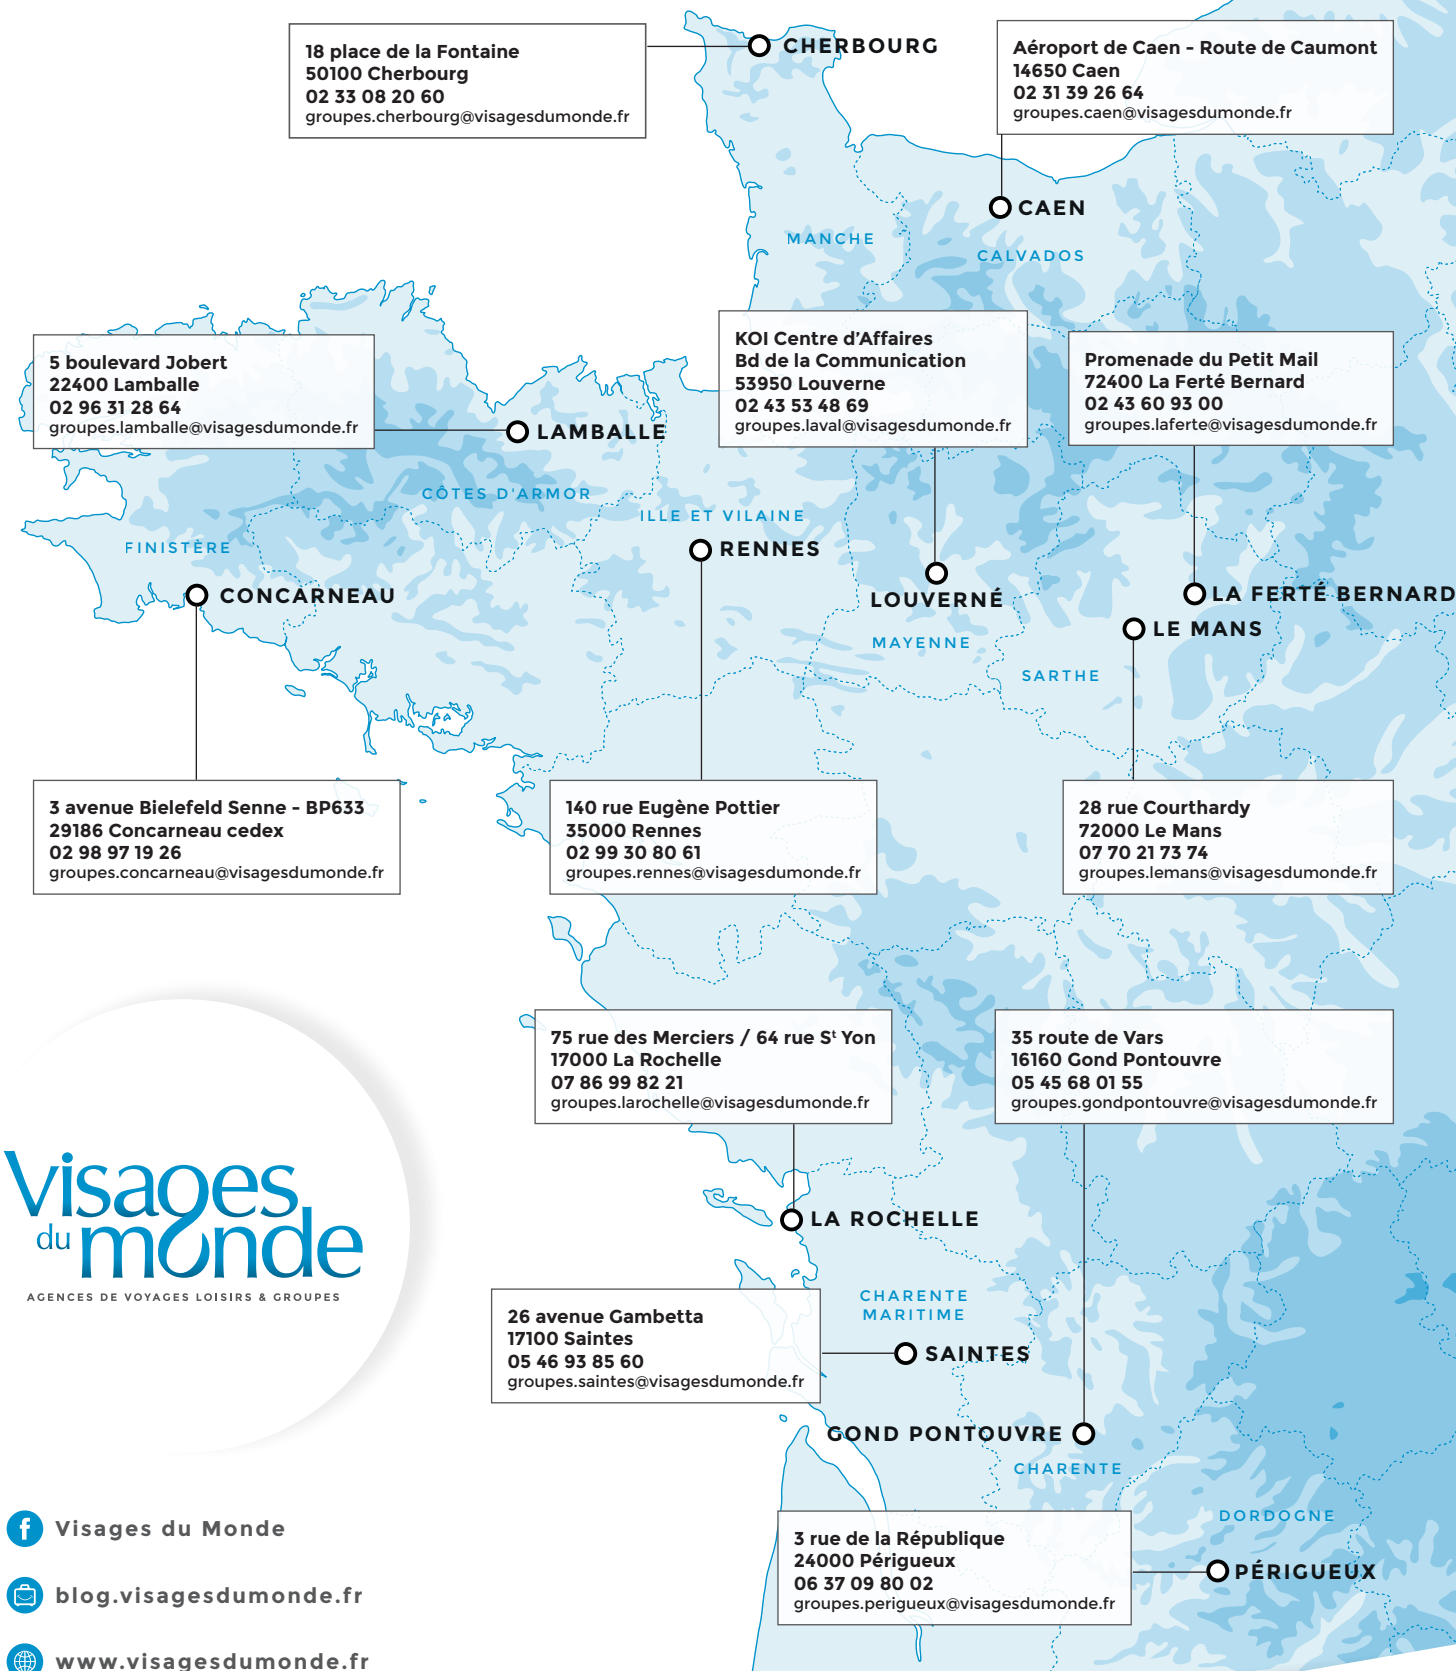 18 place de la Fontaine
50100 Cherbourg
02 33 08 20 60
groupes.cherbourg@visagesdumonde.fr
CHERBOURG
Aéroport de Caen - Route de Caumont
14650 Caen
02 31 39 26 64
groupes.caen@visagesdumonde.fr
CAEN
MANCHE
CALVADOS
5 boulevard Jobert
22400 Lamballe
02 96 31 28 64
groupes.lamballe@visagesdumonde.fr
LAMBALLE
KOI Centre d'Affaires
Bd de la Communication
53950 Louverne
02 43 53 48 69
groupes.laval@visagesdumonde.fr
Promenade du Petit Mail
72400 La Ferté Bernard
02 43 60 93 00
groupes.laferte@visagesdumonde.fr
CÔTES D'ARMOR
ILLE ET VILAINE
FINISTÈRE
RENNES
CONCARNEAU
LOUVERNÉ
LA FERTÉ BERNARD
LE MANS
MAYENNE
SARTHE
3 avenue Bielefeld Senne - BP633
29186 Concarneau cedex
02 98 97 19 26
groupes.concarneau@visagesdumonde.fr
140 rue Eugène Pottier
35000 Rennes
02 99 30 80 61
groupes.rennes@visagesdumonde.fr
28 rue Courthardy
72000 Le Mans
07 70 21 73 74
groupes.lemans@visagesdumonde.fr
75 rue des Merciers / 64 rue St Yon
17000 La Rochelle
07 86 99 82 21
groupes.larochelle@visagesdumonde.fr
35 route de Vars
16160 Gond Pontouvre
05 45 68 01 55
groupes.gondpontouvre@visagesdumonde.fr
Visages
du monde
AGENCES DE VOYAGES LOISIRS & GROUPES
LA ROCHELLE
CHARENTE
MARITIME
26 avenue Gambetta
17100 Saintes
05 46 93 85 60
groupes.saintes@visagesdumonde.fr
SAINTES
GOND PONTOUVRE
CHARENTE
DORDOGNE
3 rue de la République
24000 Périgueux
06 37 09 80 02
groupes.perigueux@visagesdumonde.fr
PÉRIGUEUX
Visages du Monde
blog.visagesdumonde.fr
www.visagesdumonde.fr